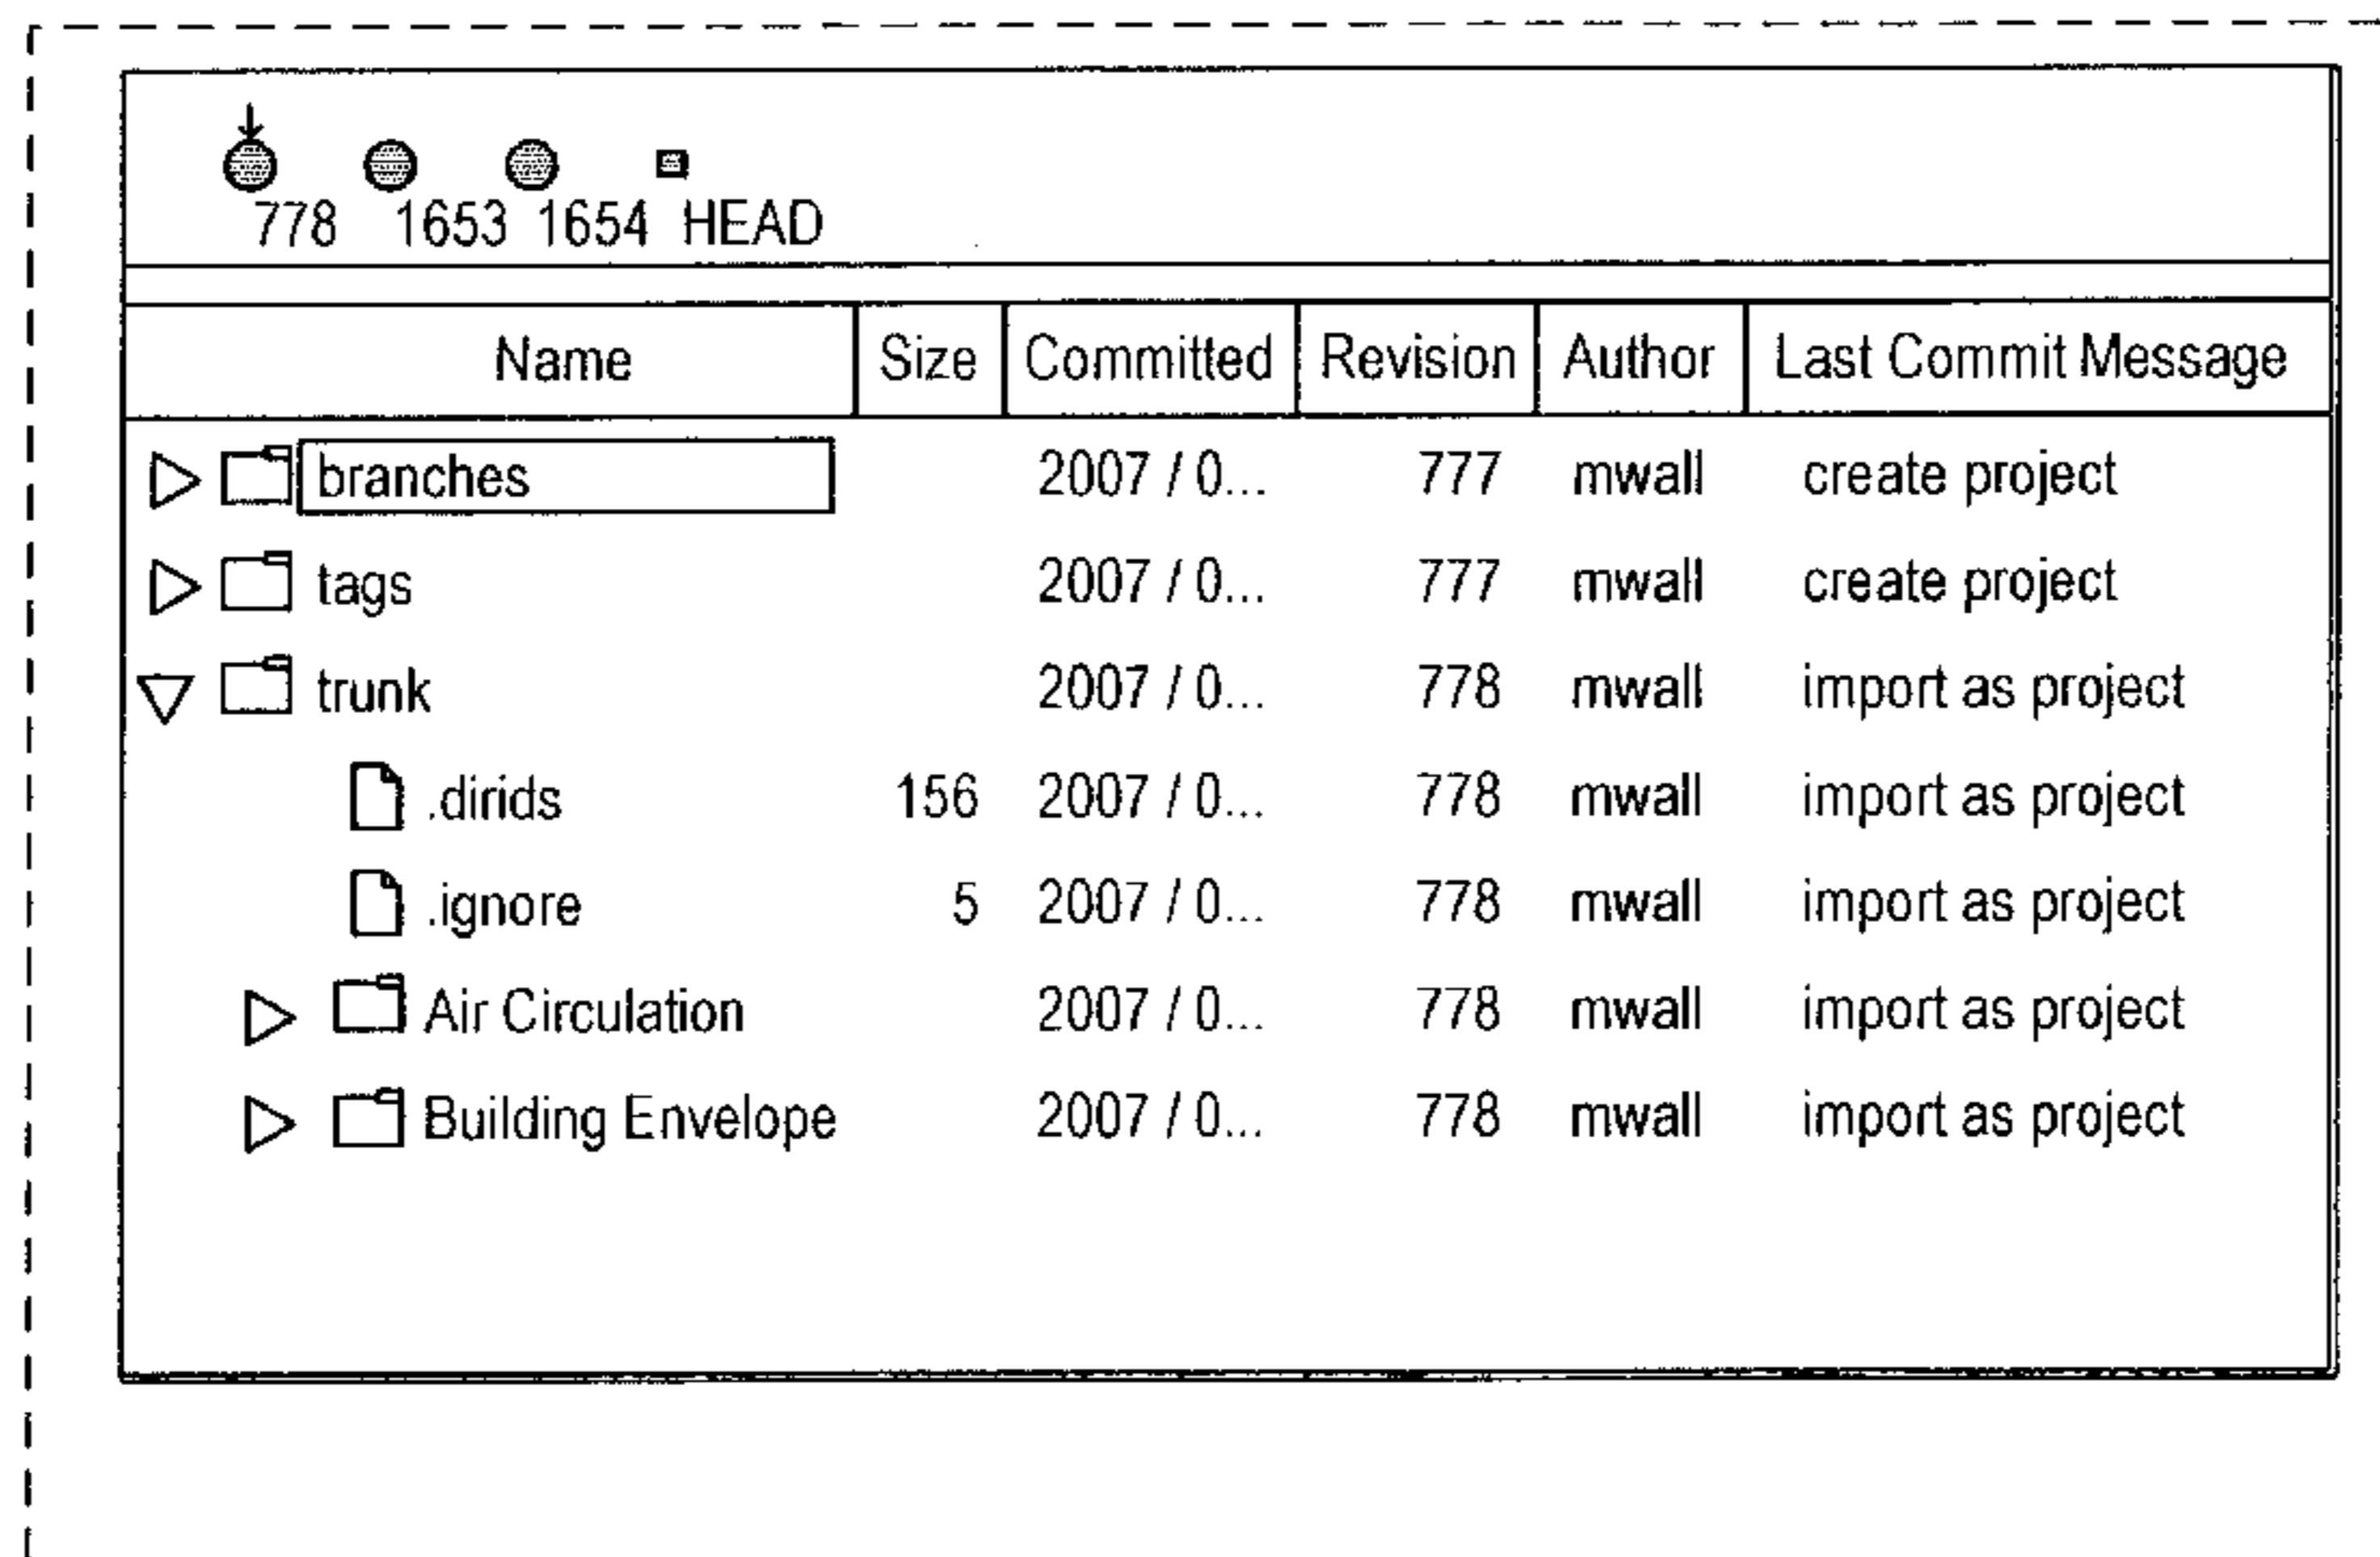 778 1653 1654 HEAD
Name Size Committed Revision Author Last Commit Message
branches 2007 / 0... 777 mwall create project
tags 2007 / 0... 777 mwall create project
trunk 2007 / 0... 778 mwall import as project
.dirids 156 2007 / 0... 778 mwall import as project
.ignore 5 2007 / 0... 778 mwall import as project
Air Circulation 2007 / 0... 778 mwall import as project
Building Envelope 2007 / 0... 778 mwall import as project